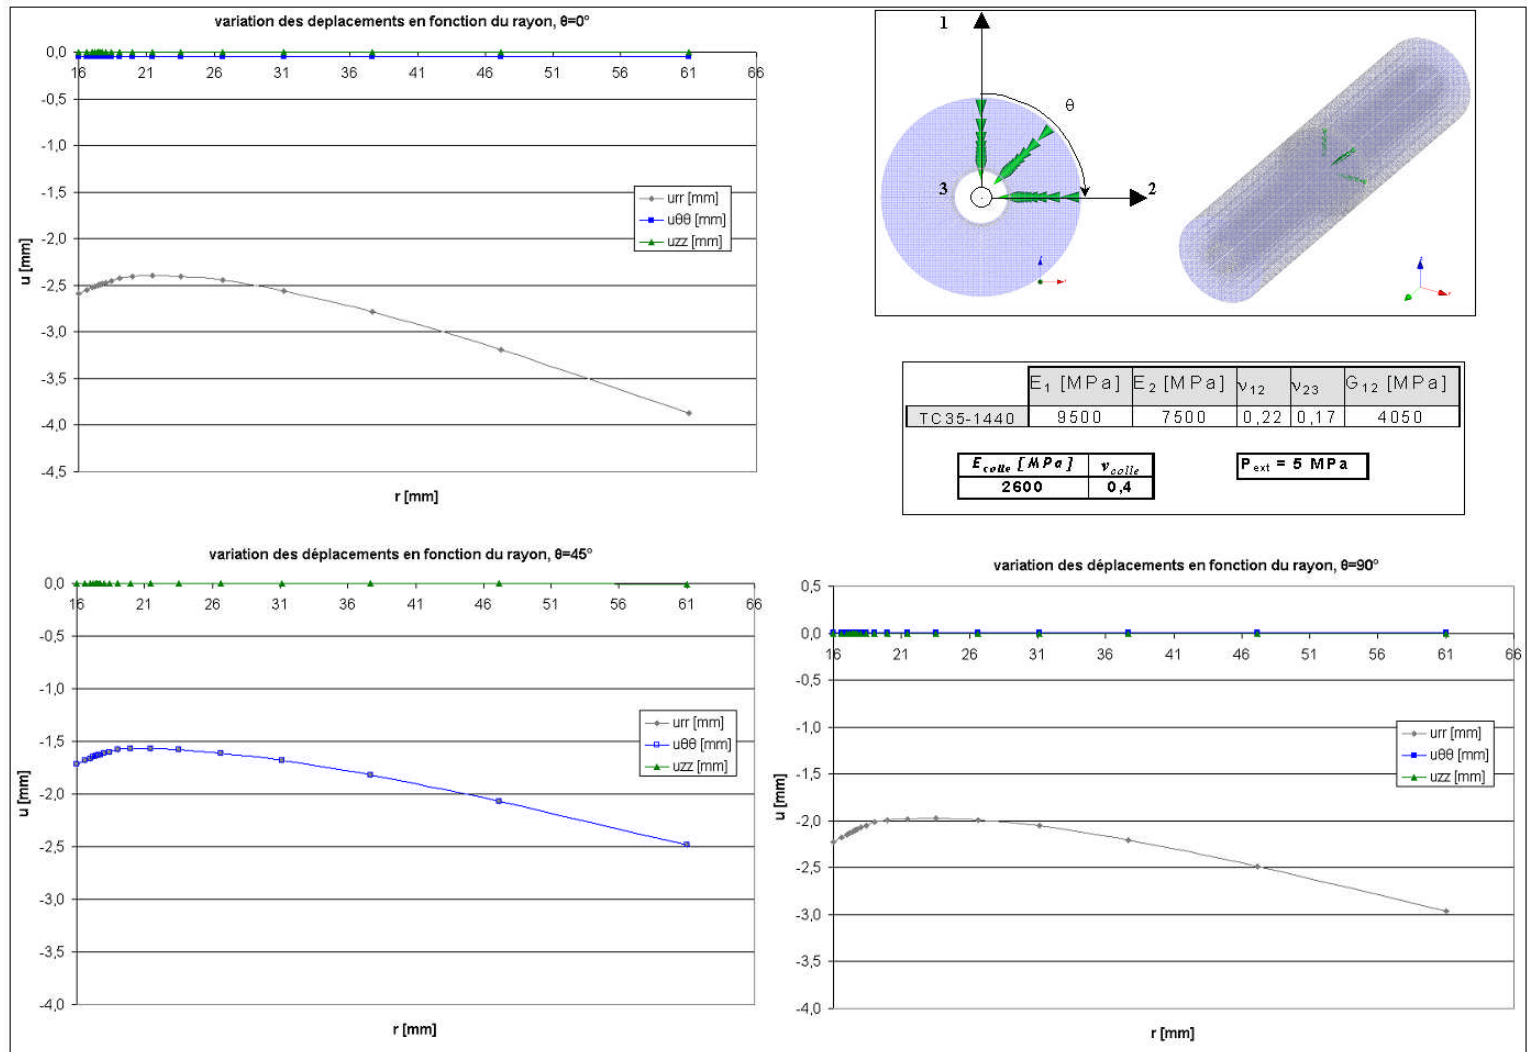 variation des déplacements en fonction du rayon, θ=0°
0,0
-0,5
-1,0
-1,5
-2,0
-2,5
-3,0
-3,5
-4,0
-4,5
16 21 26 31 36 41 46 51 56 61 66
u [mm]
r [mm]
urr [mm]
uθθ [mm]
uzz [mm]
1
θ
3
2
E1 [MPa] E2 [MPa] ν12 ν23 G12 [MPa]
TC35-1440 9500 7500 0,22 0,17 4050
Ecolle [MPa] νcolle
2600 0,4
Pext = 5 MPa
variation des déplacements en fonction du rayon, θ=45°
0,0
-0,5
-1,0
-1,5
-2,0
-2,5
-3,0
-3,5
-4,0
16 21 26 31 36 41 46 51 56 61 66
u [mm]
r [mm]
urr [mm]
uθθ [mm]
uzz [mm]
variation des déplacements en fonction du rayon, θ=90°
0,5
0,0
-0,5
-1,0
-1,5
-2,0
-2,5
-3,0
-3,5
-4,0
16 21 26 31 36 41 46 51 56 61 66
u [mm]
r [mm]
urr [mm]
uθθ [mm]
uzz [mm]